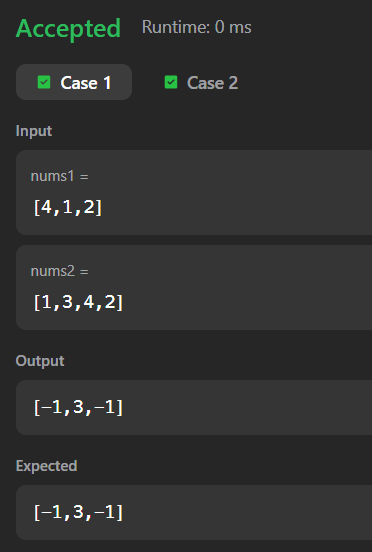 Accepted Runtime: 0 ms
Case 1 Case 2
Input
nums1 =
[4,1,2]
nums2 =
[1,3,4,2]
Output
[-1,3,-1]
Expected
[-1,3,-1]